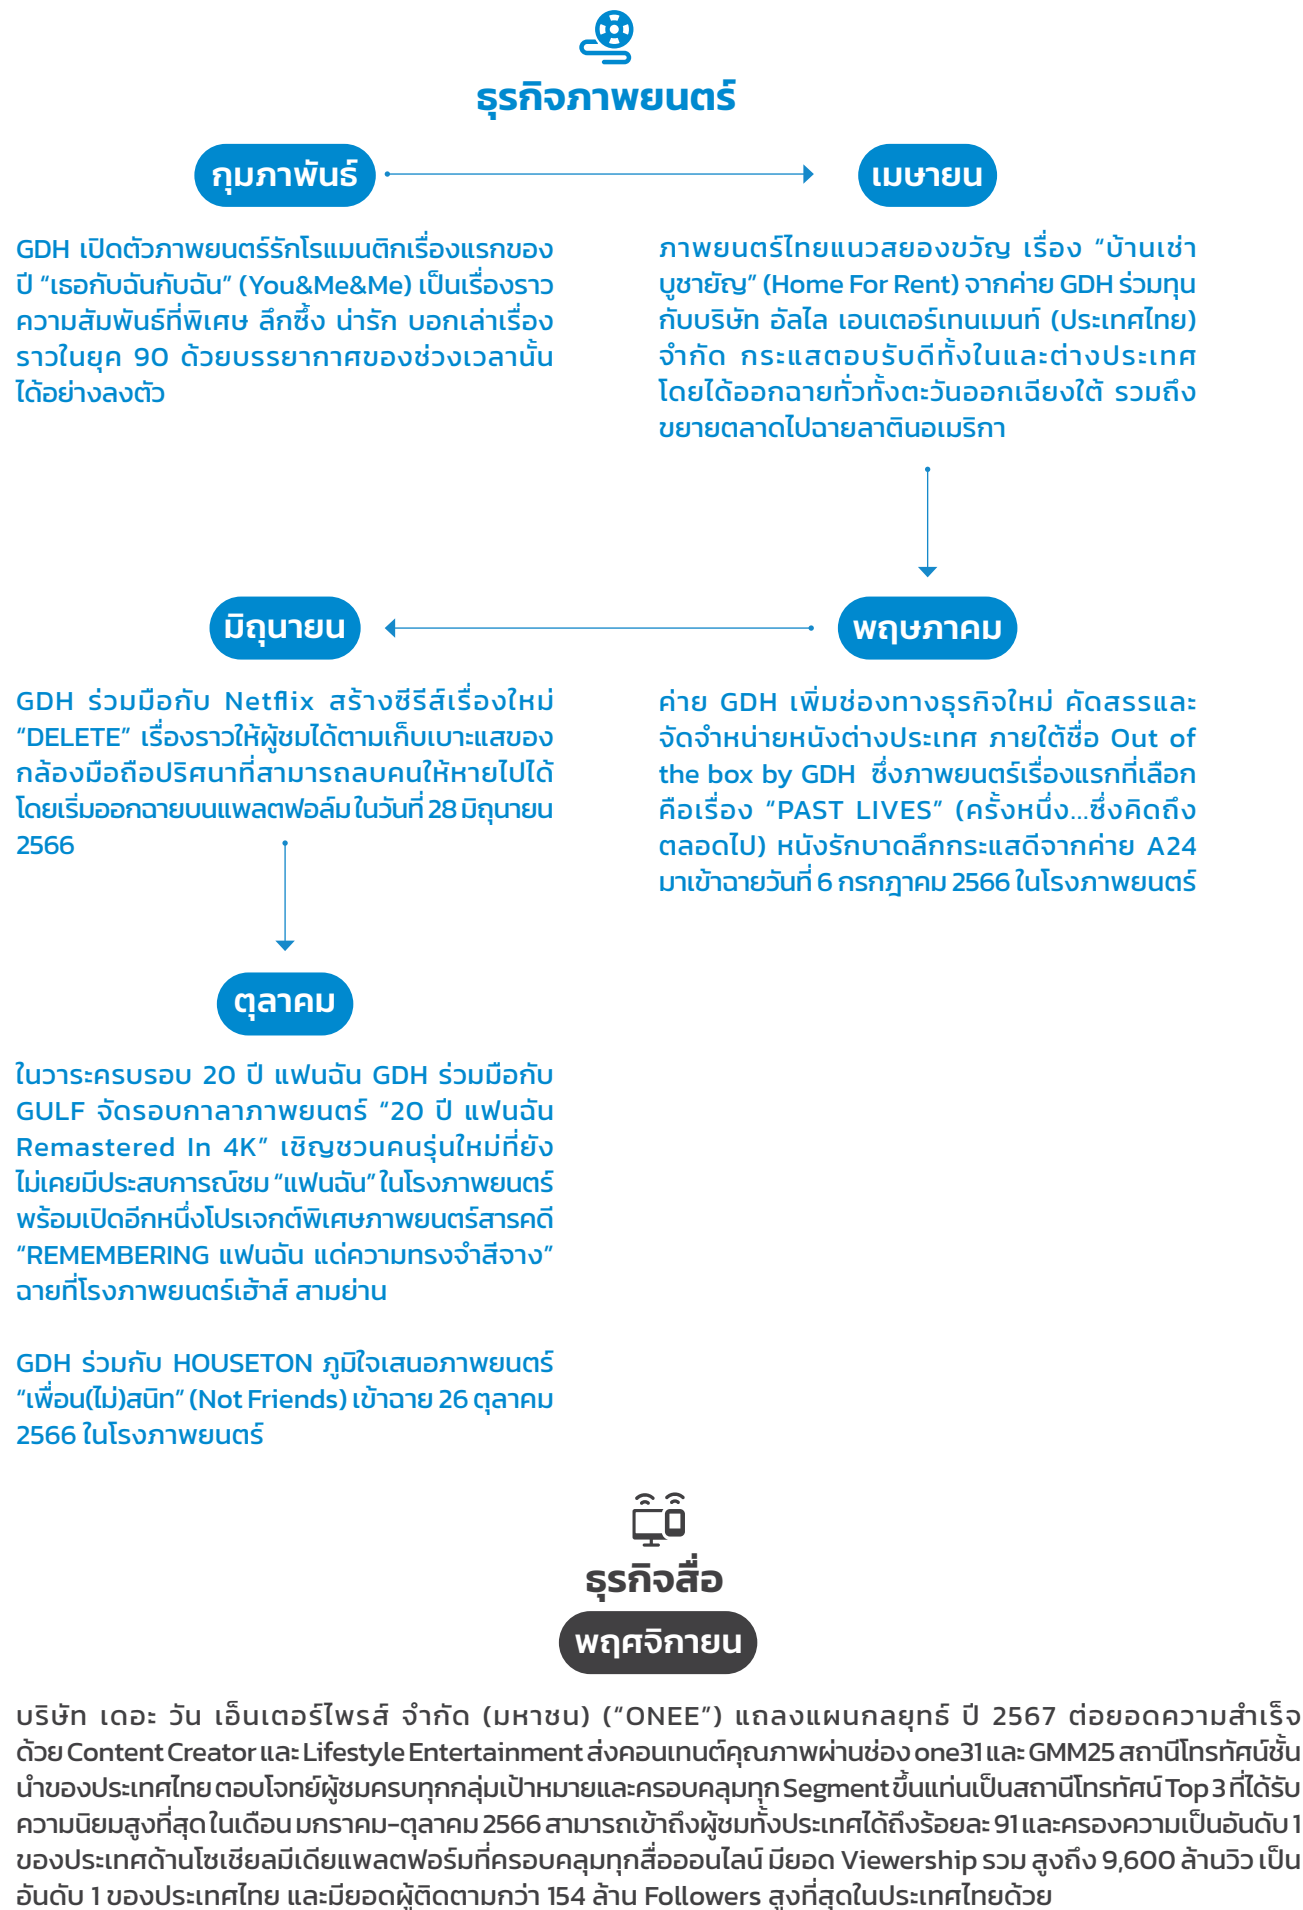 ธุรกิจภาพยนตร์
กุมภาพันธ์
GDH เปิดตัวภาพยนตร์รักโรแมนติกเรื่องแรกของ
ปี “เธอกับฉันกับฉัน” (You&Me&Me) เป็นเรื่องราว
ความสัมพันธ์ที่พิเศษ ลึกซึ้ง น่ารัก บอกเล่าเรื่อง
ราวในยุค 90 ด้วยบรรยากาศของช่วงเวลานั้น
ได้อย่างลงตัว
เมษายน
ภาพยนตร์ไทยแนวสยองขวัญ เรื่อง “บ้านเช่า
บูชายัญ” (Home For Rent) จากค่าย GDH ร่วมทุน
กับบริษัท อัลไล เอนเตอร์เทนเมนท์ (ประเทศไทย)
จำกัด กระแสตอบรับดีทั้งในและต่างประเทศ
โดยได้ออกฉายทั่วทั้งตะวันออกเฉียงใต้ รวมถึง
ขยายตลาดไปฉายลาตินอเมริกา
พฤษภาคม
ค่าย GDH เพิ่มช่องทางธุรกิจใหม่ คัดสรรและ
จัดจำหน่ายหนังต่างประเทศ ภายใต้ชื่อ Out of
the box by GDH ซึ่งภาพยนตร์เรื่องแรกที่เลือก
คือเรื่อง “PAST LIVES” (ครั้งหนึ่ง...ซึ่งคิดถึง
ตลอดไป) หนังรักบาดลึกกระแสดีจากค่าย A24
มาเข้าฉายวันที่ 6 กรกฎาคม 2566 ในโรงภาพยนตร์
มิถุนายน
GDH ร่วมมือกับ Netflix สร้างซีรีส์เรื่องใหม่
“DELETE” เรื่องราวให้ผู้ชมได้ตามเก็บเบาะแสของ
กล้องมือถือปริศนาที่สามารถลบคนให้หายไปได้
โดยเริ่มออกฉายบนแพลตฟอล์ม ในวันที่ 28 มิถุนายน
2566
ตุลาคม
ในวาระครบรอบ 20 ปี แฟนฉัน GDH ร่วมมือกับ
GULF จัดรอบกาลาภาพยนตร์ “20 ปี แฟนฉัน
Remastered In 4K” เชิญชวนคนรุ่นใหม่ที่ยัง
ไม่เคยมีประสบการณ์ชม “แฟนฉัน” ในโรงภาพยนตร์
พร้อมเปิดอีกหนึ่งโปรเจกต์พิเศษภาพยนตร์สารคดี
“REMEMBERING แฟนฉัน แด่ความทรงจำสีจาง”
ฉายที่โรงภาพยนตร์เฮ้าส์ สามย่าน
GDH ร่วมกับ HOUSETON ภูมิใจเสนอภาพยนตร์
“เพื่อน(ไม่)สนิท” (Not Friends) เข้าฉาย 26 ตุลาคม
2566 ในโรงภาพยนตร์
ธุรกิจสื่อ
พฤศจิกายน
บริษัท เดอะ วัน เอ็นเตอร์ไพรส์ จำกัด (มหาชน) (“ONEE”) แถลงแผนกลยุทธ์ ปี 2567 ต่อยอดความสำเร็จ
ด้วย Content Creator และ Lifestyle Entertainment ส่งคอนเทนต์คุณภาพผ่านช่อง one31 และ GMM25 สถานีโทรทัศน์ชั้น
นำของประเทศไทย ตอบโจทย์ผู้ชมครบทุกกลุ่มเป้าหมายและครอบคลุมทุก Segment ขึ้นแท่นเป็นสถานีโทรทัศน์ Top 3 ที่ได้รับ
ความนิยมสูงที่สุด ในเดือน มกราคม-ตุลาคม 2566 สามารถเข้าถึงผู้ชมทั้งประเทศได้ถึงร้อยละ 91 และครองความเป็นอันดับ 1
ของประเทศด้านโซเชียลมีเดียแพลตฟอร์มที่ครอบคลุมทุกสื่อออนไลน์ มียอด Viewership รวม สูงถึง 9,600 ล้านวิว เป็น
อันดับ 1 ของประเทศไทย และมียอดผู้ติดตามกว่า 154 ล้าน Followers สูงที่สุดในประเทศไทยด้วย